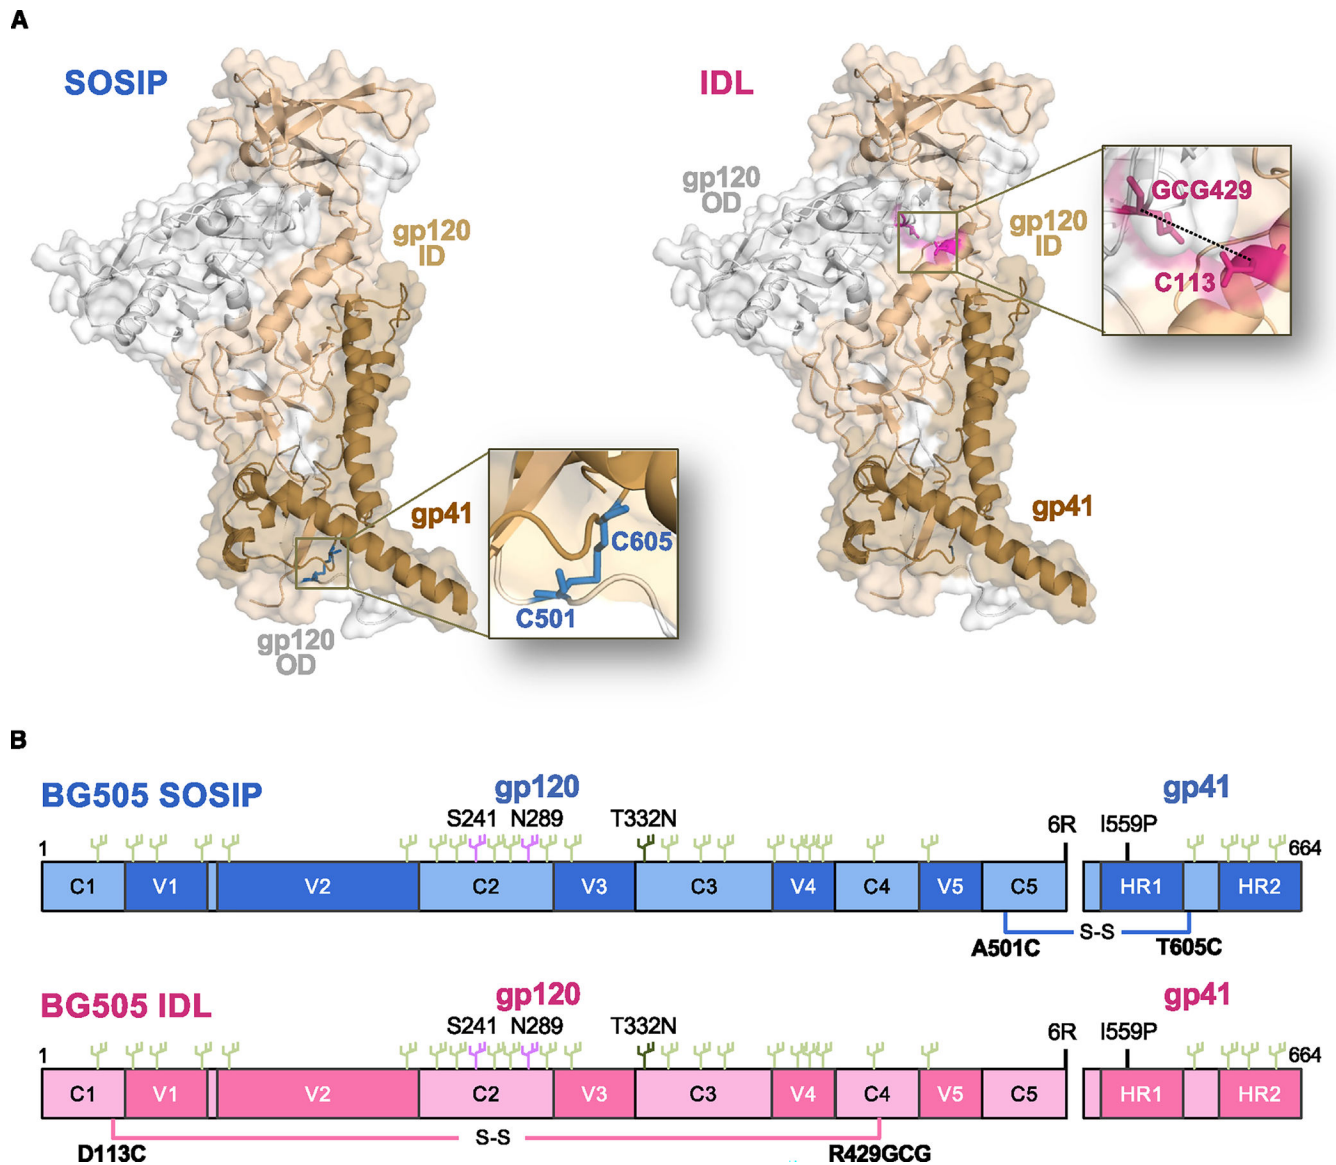 A
SOSIP
IDL
gp120
OD
gp120
ID
gp120
ID
GCG429
C113
gp41
gp41
C605
C501
gp120
OD
B
BG505 SOSIP
gp120
gp41
S241 N289 T332N
6R I559P
1
664
C1 V1 V2 C2 V3 C3 V4 C4 V5 C5 HR1 HR2
S-S
A501C T605C
BG505 IDL
gp120
gp41
S241 N289 T332N
6R I559P
1
664
C1 V1 V2 C2 V3 C3 V4 C4 V5 C5 HR1 HR2
S-S
D113C R429GCG